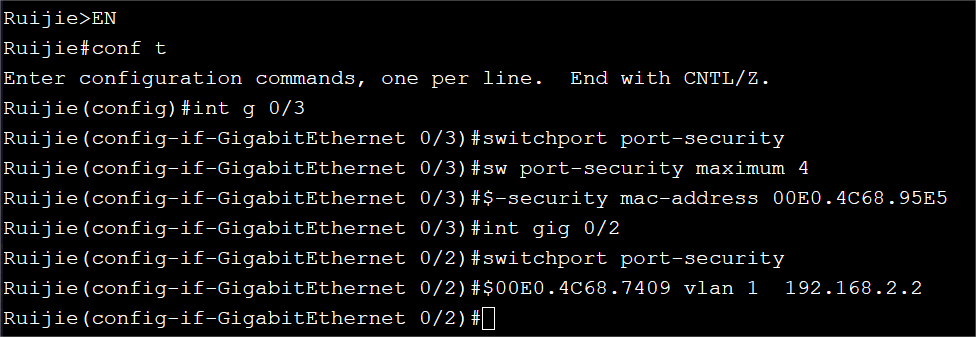 Ruijie>EN
Ruijie#conf t
Enter configuration commands, one per line.  End with CNTL/Z.
Ruijie(config)#int g 0/3
Ruijie(config-if-GigabitEthernet 0/3)#switchport port-security
Ruijie(config-if-GigabitEthernet 0/3)#sw port-security maximum 4
Ruijie(config-if-GigabitEthernet 0/3)#$-security mac-address 00E0.4C68.95E5
Ruijie(config-if-GigabitEthernet 0/3)#int gig 0/2
Ruijie(config-if-GigabitEthernet 0/2)#switchport port-security
Ruijie(config-if-GigabitEthernet 0/2)#$00E0.4C68.7409 vlan 1  192.168.2.2
Ruijie(config-if-GigabitEthernet 0/2)#